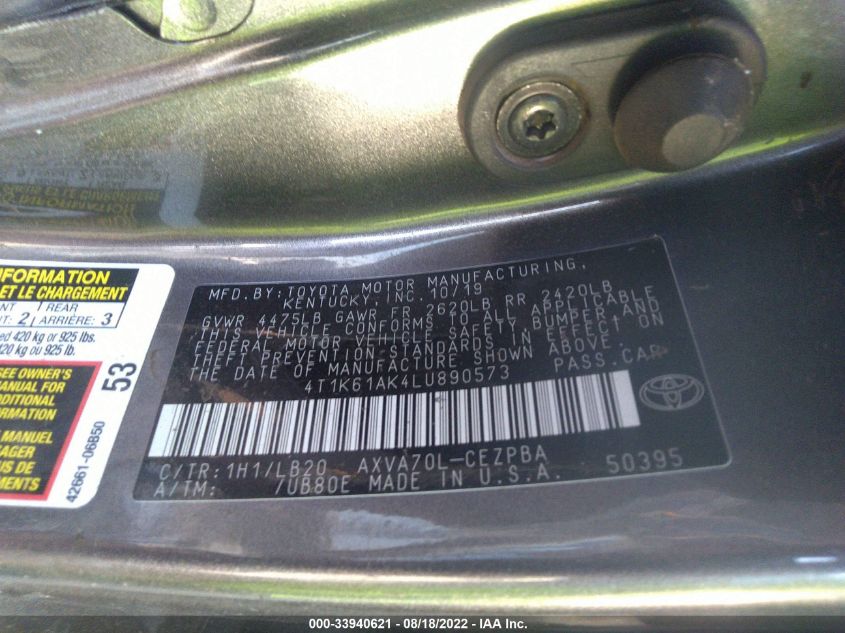 MFD.BY:TOYOTA MOTOR MANUFACTURING,
KENTUCKY,INC.10/19
GVWR 4475LB GAWR FR 2620LB RR 2420LB
THIS VEHICLE CONFORMS TO ALL APPLICABLE
FEDERAL MOTOR VEHICLE SAFETY,BUMPER AND
THEFT PREVENTION STANDARDS IN EFFECT ON
THE DATE OF MANUFACTURE SHOWN ABOVE.
4T1K61AK4LU890573 PASS.CAR
C/TR:1H1/LB20 AXVA70L-CEZPBA
A/TM: /UB80E MADE IN U.S.A. 50395
INFORMATION
ET LE CHARGEMENT
REAR
2 ARRIÈRE: 3
420 kg or 925 lbs.
420 kg ou 925 lb.
SEE OWNER'S
MANUAL FOR
ADDITIONAL
INFORMATION
MANUEL
53
42661-06B50
000-33940621 - 08/18/2022 - IAA Inc.